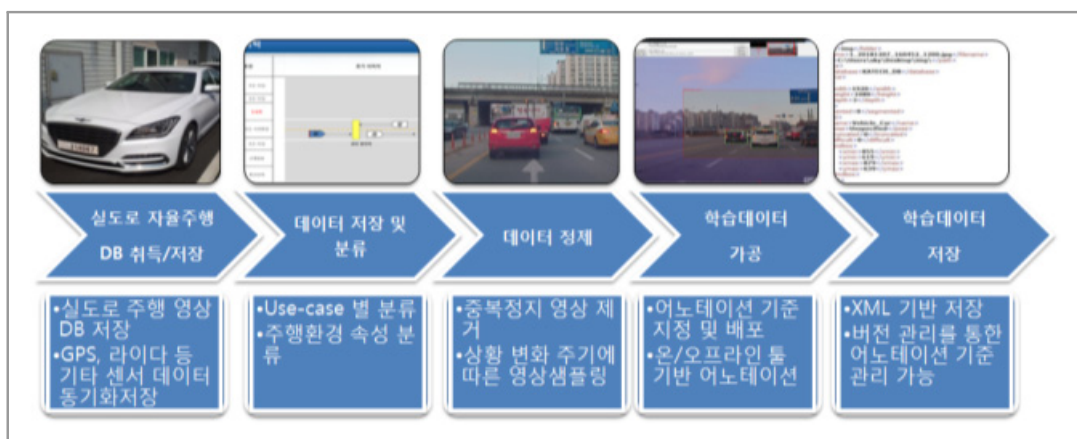 실도로 자율주행
DB 취득/저장
데이터 저장 및
분류
데이터 정제
학습데이터
가공
학습데이터
저장
•실도로 주행 영상
DB 저장
•GPS, 라이다 등
기타 센서 데이터
동기화저장
•Use-case 별 분류
•주행환경 속성 분
류
•중복정지 영상 제
거
•상황 변화 주기에
따른 영상샘플링
•어노테이션 기준
지정 및 배포
•온/오프라인 툴
기반 어노테이션
•XML 기반 저장
•버전 관리를 통한
어노테이션 기준
관리 가능